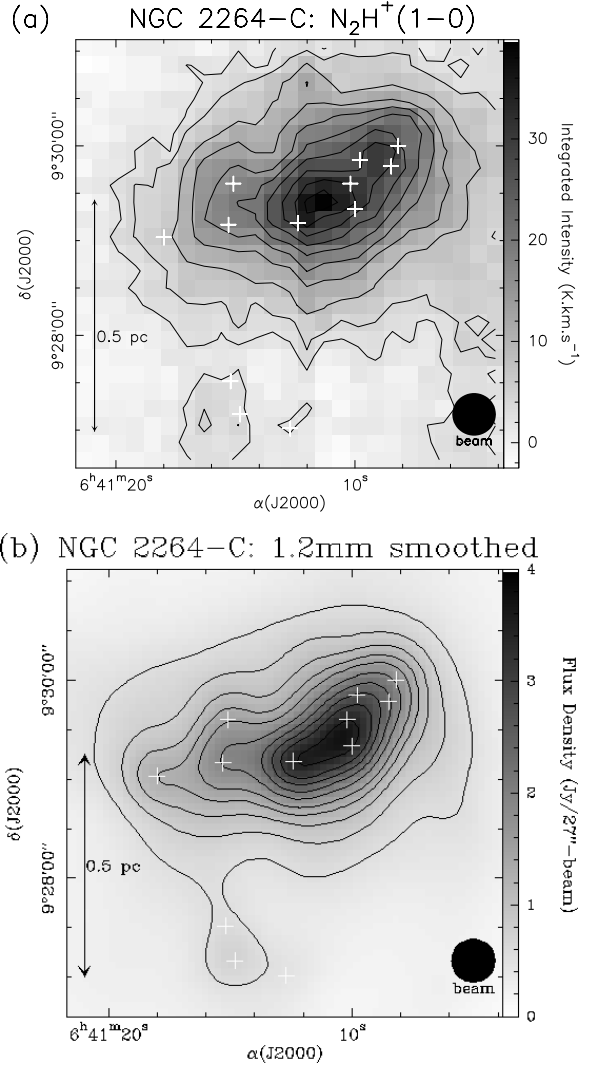 (a) NGC 2264-C: N₂H⁺(1-0)
9°30'00"
9°28'00"
δ(J2000)
0.5 pc
beam
6ʰ41ᵐ20ˢ 10ˢ
α(J2000)
30
20
10
0
Integrated Intensity (K.km.s⁻¹)
(b) NGC 2264-C: 1.2mm smoothed
9°30'00"
9°28'00"
δ(J2000)
0.5 pc
beam
6ʰ41ᵐ20ˢ 10ˢ
α(J2000)
4
3
2
1
0
Flux Density (Jy/27"-beam)